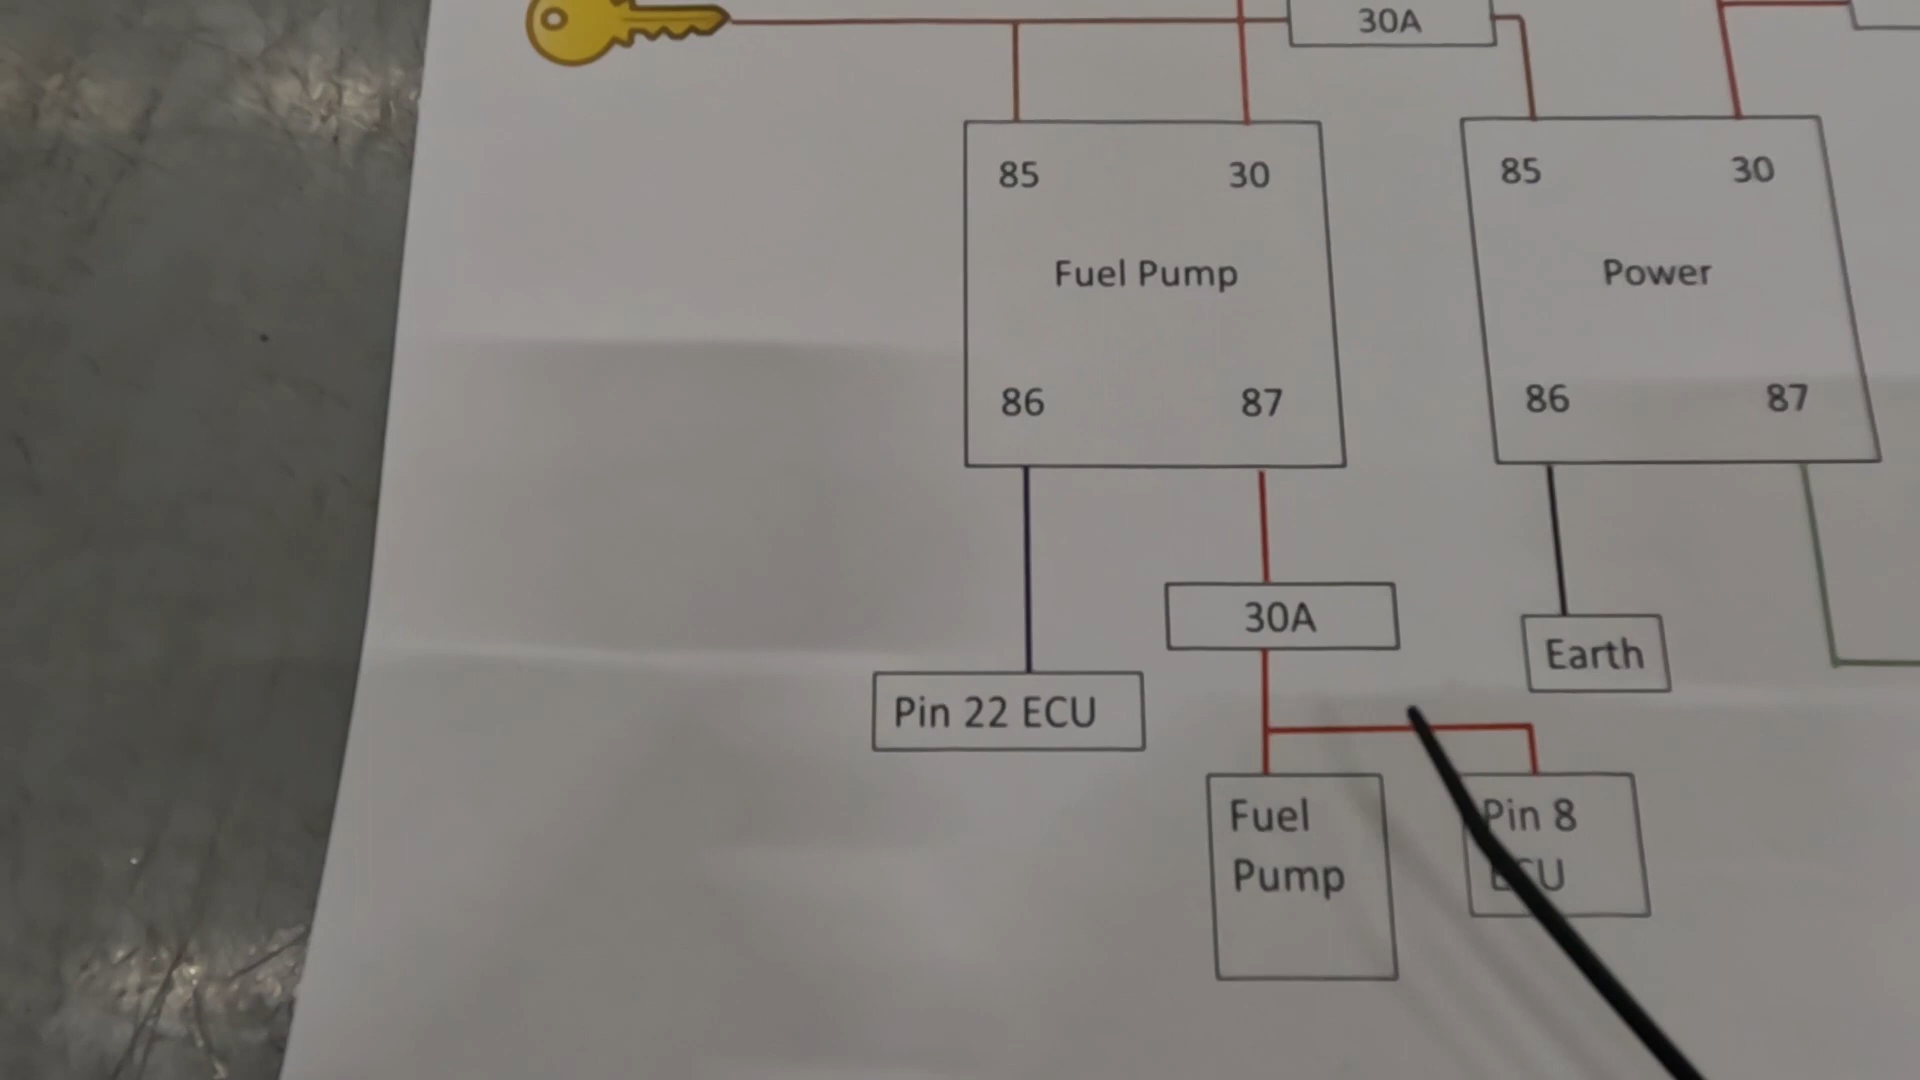 30A
85 30
85 30
Fuel Pump
Power
86 87
86 87
30A
Earth
Pin 22 ECU
Fuel
Pump
Pin 8
ECU